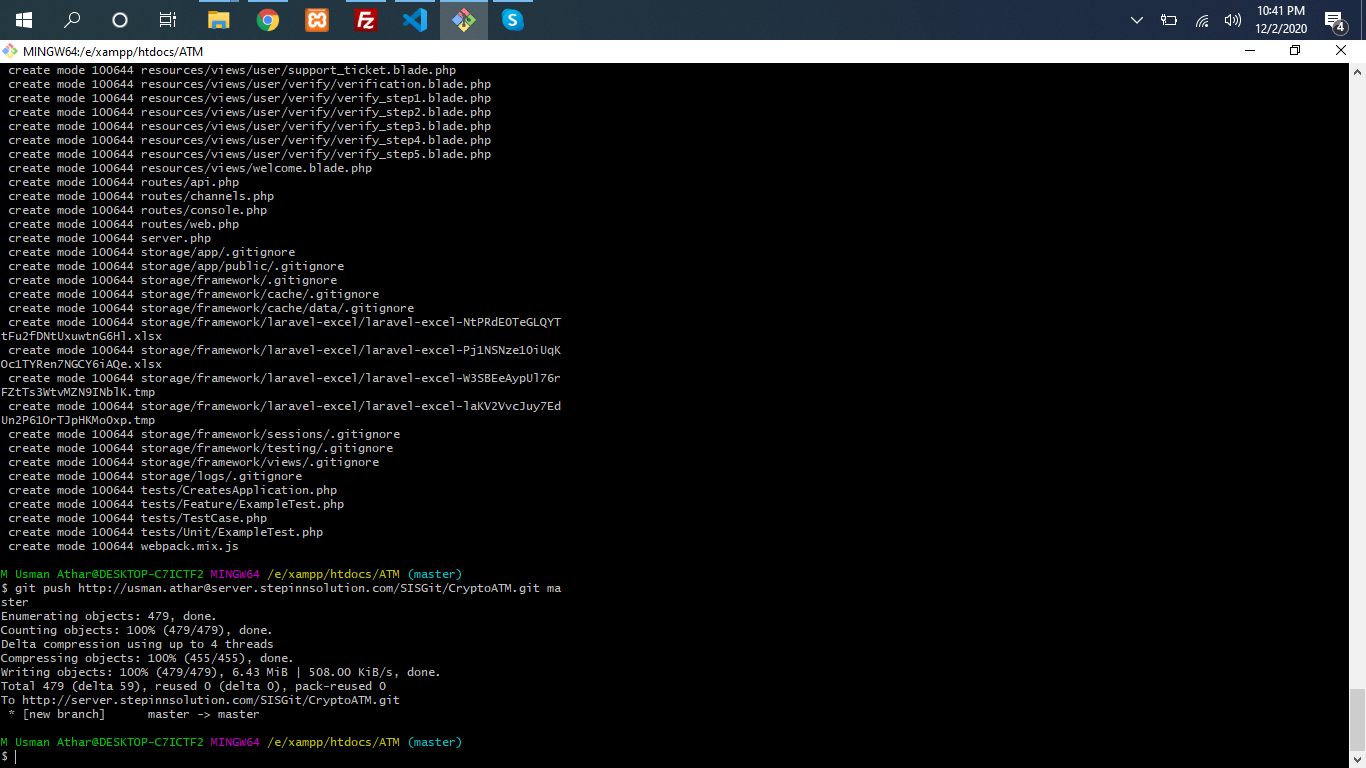 10:41 PM
12/2/2020
4
MINGW64:/e/xampp/htdocs/ATM
create mode 100644 resources/views/user/support_ticket.blade.php
create mode 100644 resources/views/user/verify/verification.blade.php
create mode 100644 resources/views/user/verify/verify_step1.blade.php
create mode 100644 resources/views/user/verify/verify_step2.blade.php
create mode 100644 resources/views/user/verify/verify_step3.blade.php
create mode 100644 resources/views/user/verify/verify_step4.blade.php
create mode 100644 resources/views/user/verify/verify_step5.blade.php
create mode 100644 resources/views/welcome.blade.php
create mode 100644 routes/api.php
create mode 100644 routes/channels.php
create mode 100644 routes/console.php
create mode 100644 routes/web.php
create mode 100644 server.php
create mode 100644 storage/app/.gitignore
create mode 100644 storage/app/public/.gitignore
create mode 100644 storage/framework/.gitignore
create mode 100644 storage/framework/cache/.gitignore
create mode 100644 storage/framework/cache/data/.gitignore
create mode 100644 storage/framework/laravel-excel/laravel-excel-NtPRdE0TeGLQYT
tFu2fDNtUxuwtnG6Hl.xlsx
create mode 100644 storage/framework/laravel-excel/laravel-excel-Pj1NSNze1OiUqK
Oc1TYRen7NGCY6iAQe.xlsx
create mode 100644 storage/framework/laravel-excel/laravel-excel-W3SBEeAypUl76r
FZtTs3WtvMZN9INblK.tmp
create mode 100644 storage/framework/laravel-excel/laravel-excel-laKV2VvcJuy7Ed
Un2P61OrTJpHKMoOxp.tmp
create mode 100644 storage/framework/sessions/.gitignore
create mode 100644 storage/framework/testing/.gitignore
create mode 100644 storage/framework/views/.gitignore
create mode 100644 storage/logs/.gitignore
create mode 100644 tests/CreatesApplication.php
create mode 100644 tests/Feature/ExampleTest.php
create mode 100644 tests/TestCase.php
create mode 100644 tests/Unit/ExampleTest.php
create mode 100644 webpack.mix.js
M Usman Athar@DESKTOP-C7ICTF2 MINGW64 /e/xampp/htdocs/ATM (master)
$ git push http://usman.athar@server.stepinnsolution.com/SISGit/CryptoATM.git ma
ster
Enumerating objects: 479, done.
Counting objects: 100% (479/479), done.
Delta compression using up to 4 threads
Compressing objects: 100% (455/455), done.
Writing objects: 100% (479/479), 6.43 MiB | 508.00 KiB/s, done.
Total 479 (delta 59), reused 0 (delta 0), pack-reused 0
To http://server.stepinnsolution.com/SISGit/CryptoATM.git
* [new branch]      master -> master
M Usman Athar@DESKTOP-C7ICTF2 MINGW64 /e/xampp/htdocs/ATM (master)
$